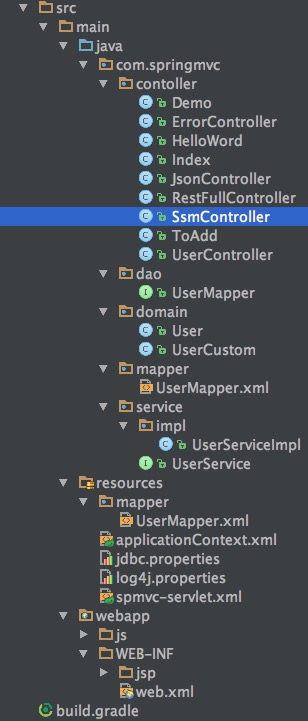 src
main
java
com.springmvc
contoller
Demo
ErrorController
HelloWord
Index
JsonController
RestFullController
SsmController
ToAdd
UserController
dao
UserMapper
domain
User
UserCustom
mapper
UserMapper.xml
service
impl
UserServiceImpl
UserService
resources
mapper
UserMapper.xml
applicationContext.xml
jdbc.properties
log4j.properties
spmvc-servlet.xml
webapp
js
WEB-INF
jsp
web.xml
build.gradle